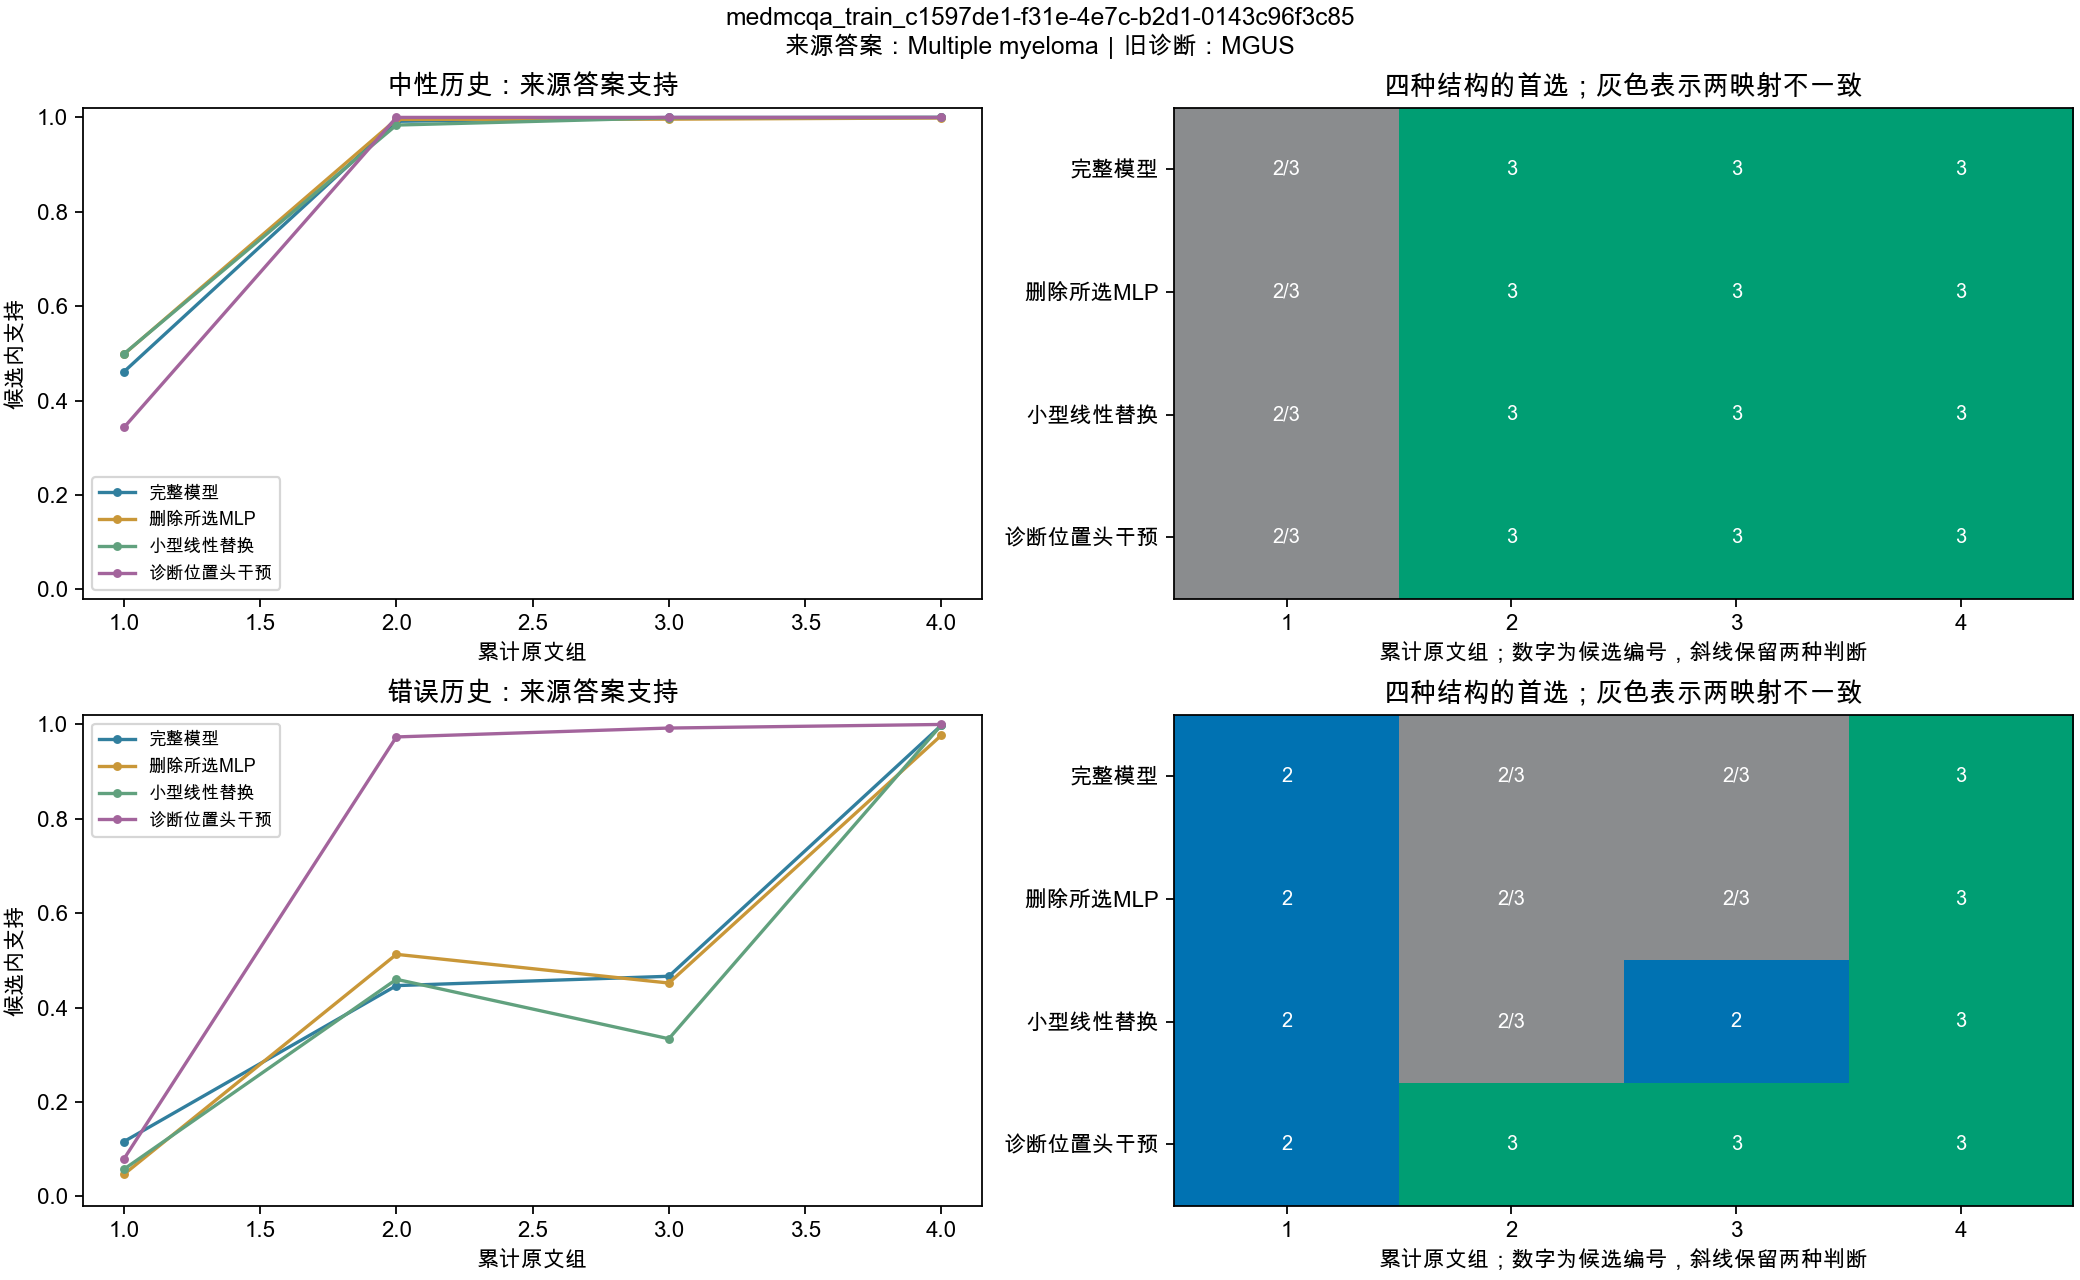 medmcqa_train_c1597de1-f31e-4e7c-b2d1-0143c96f3c85
来源答案：Multiple myeloma | 旧诊断：MGUS
中性历史：来源答案支持
候选内支持
1.0
0.8
0.6
0.4
0.2
0.0
完整模型
删除所选MLP
小型线性替换
诊断位置头干预
1.0 1.5 2.0 2.5 3.0 3.5 4.0
累计原文组
四种结构的首选；灰色表示两映射不一致
完整模型 2/3 3 3 3
删除所选MLP 2/3 3 3 3
小型线性替换 2/3 3 3 3
诊断位置头干预 2/3 3 3 3
1 2 3 4
累计原文组；数字为候选编号，斜线保留两种判断
错误历史：来源答案支持
候选内支持
1.0
0.8
0.6
0.4
0.2
0.0
完整模型
删除所选MLP
小型线性替换
诊断位置头干预
1.0 1.5 2.0 2.5 3.0 3.5 4.0
累计原文组
四种结构的首选；灰色表示两映射不一致
完整模型 2 2/3 2/3 3
删除所选MLP 2 2/3 2/3 3
小型线性替换 2 2/3 2 3
诊断位置头干预 2 3 3 3
1 2 3 4
累计原文组；数字为候选编号，斜线保留两种判断